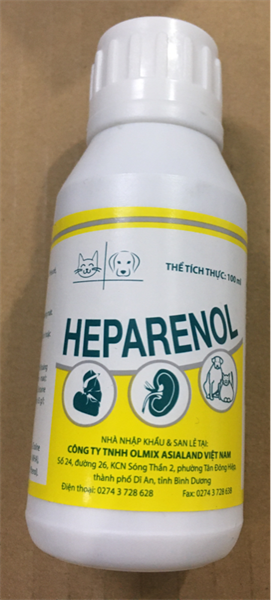 THỂ TÍCH THỰC: 100 ml
HEPARENOL
NHÀ NHẬP KHẨU & SAN LẺ TẠI:
CÔNG TY TNHH OLMIX ASIALAND VIỆT NAM
Số 24, đường 26, KCN Sóng Thần 2, phường Tân Đông Hiệp,
thành phố Dĩ An, tỉnh Bình Dương
Điện thoại: 0274 3 728 628 Fax: 0274 3 728 638